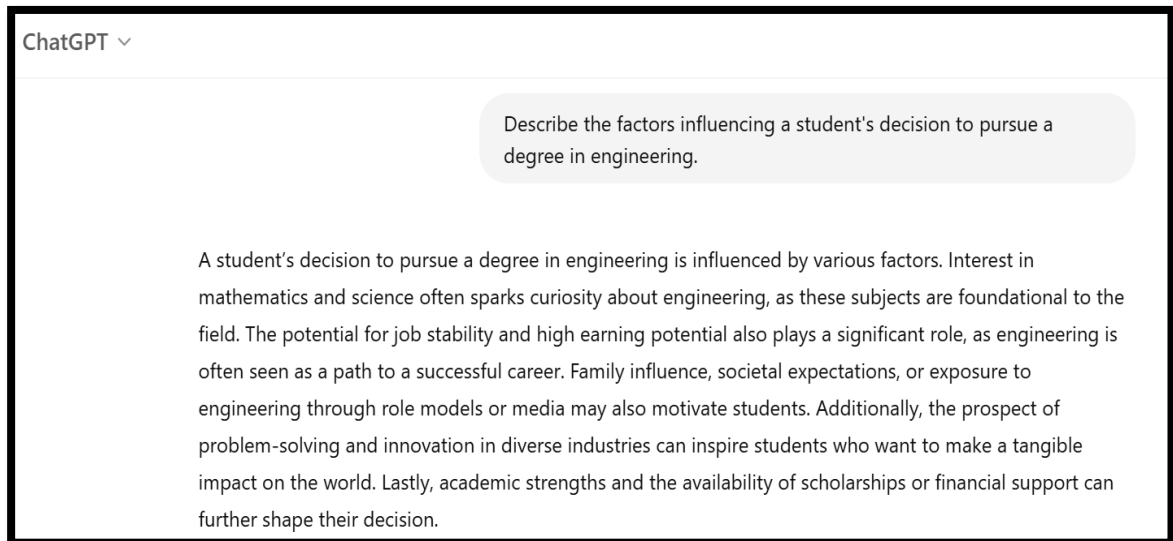 ChatGPT
Describe the factors influencing a student's decision to pursue a
degree in engineering.
A student’s decision to pursue a degree in engineering is influenced by various factors. Interest in
mathematics and science often sparks curiosity about engineering, as these subjects are foundational to the
field. The potential for job stability and high earning potential also plays a significant role, as engineering is
often seen as a path to a successful career. Family influence, societal expectations, or exposure to
engineering through role models or media may also motivate students. Additionally, the prospect of
problem-solving and innovation in diverse industries can inspire students who want to make a tangible
impact on the world. Lastly, academic strengths and the availability of scholarships or financial support can
further shape their decision.